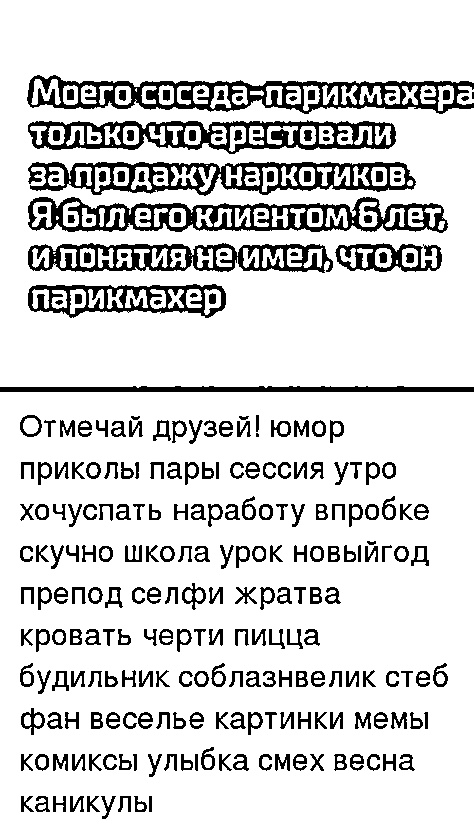 Моего соседа-парикмахера
только что арестовали
за продажу наркотиков.
Я был его клиентом 6 лет,
и понятия не имел, что он
парикмахер
Отмечай друзей! юмор
приколы пары сессия утро
хочуспать наработу впробке
скучно школа урок новыйгод
препод селфи жратва
кровать черти пицца
будильник соблазнвелик стеб
фан веселье картинки мемы
комиксы улыбка смех весна
каникулы